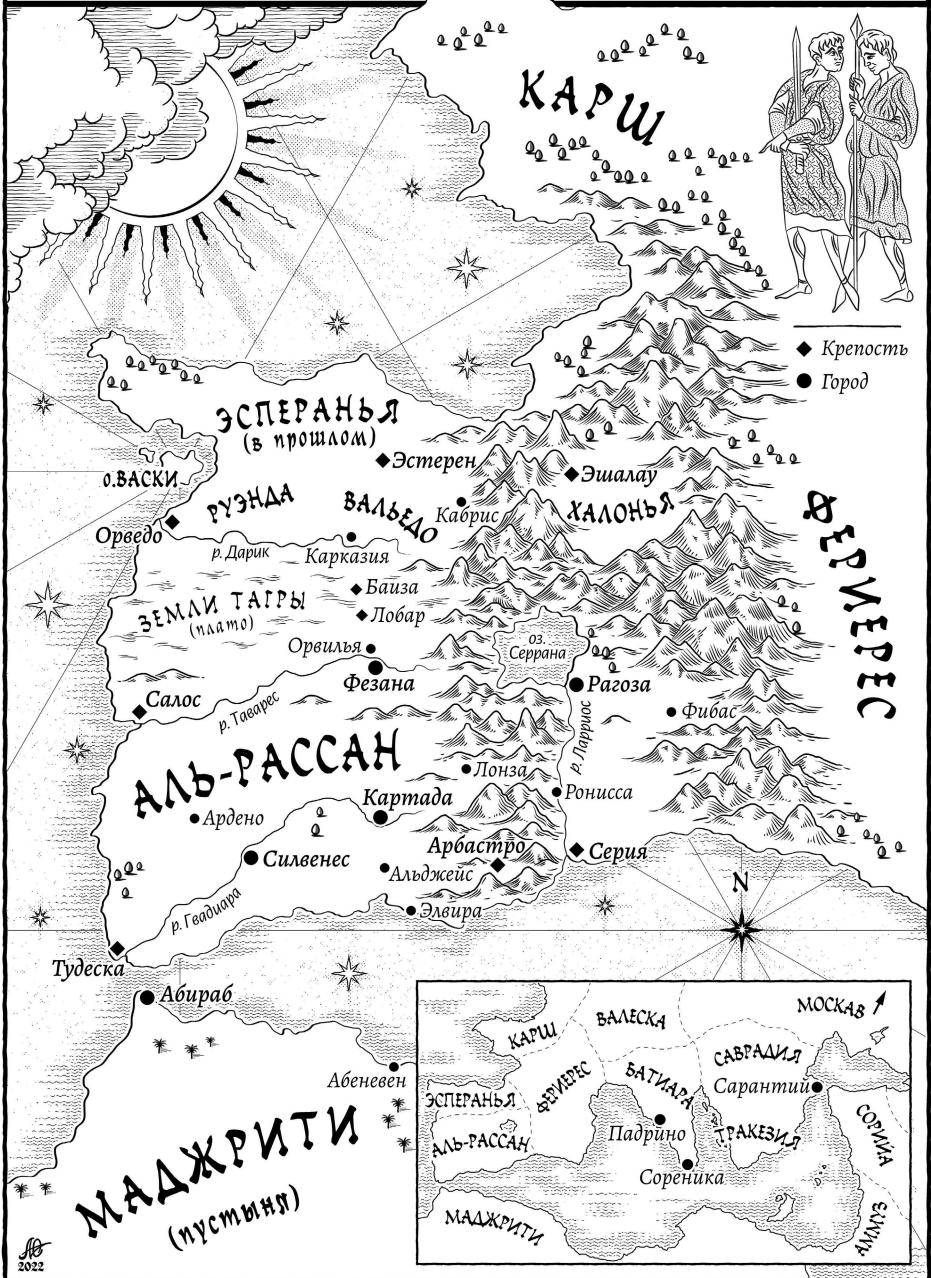 КАРШ
Крепость
Город
ЭСПЕРАНЬЯ
(в прошлом)
Эстерен
Эшалау
о.ВАСКИ
РУЭНДА
ВАЛЬЕДО
Кабрис
ХАЛОНЬЯ
ФЕРИЕРЕС
Орведо
р. Дарик
Карказия
Баиза
ЗЕМЛИ ТАГРЫ
(плато)
Лобар
Орвилья
оз.
Серрана
Фезана
Рагоза
Салос
р. Таварес
р. Ларриос
Фибас
АЛЬ-РАССАН
Лонза
Ронисса
Картада
Ардено
Арбастро
Серия
Силвенес
Альджейс
N
р. Гвадиара
Элвира
Тудеска
Абираб
Абеневен
МАДЖРИТИ
(пустыня)
МОСКАВ
КАРШ
ВАЛЕСКА
САВРАДИЯ
ФЕРИЕРЕС
БАТИАРА
Сарантий
ЭСПЕРАНЬЯ
Падрино
ТРАКЕЗИЯ
СОРИЙА
АЛЬ-РАССАН
Сореника
МАДЖРИТИ
АММУЗ
2022